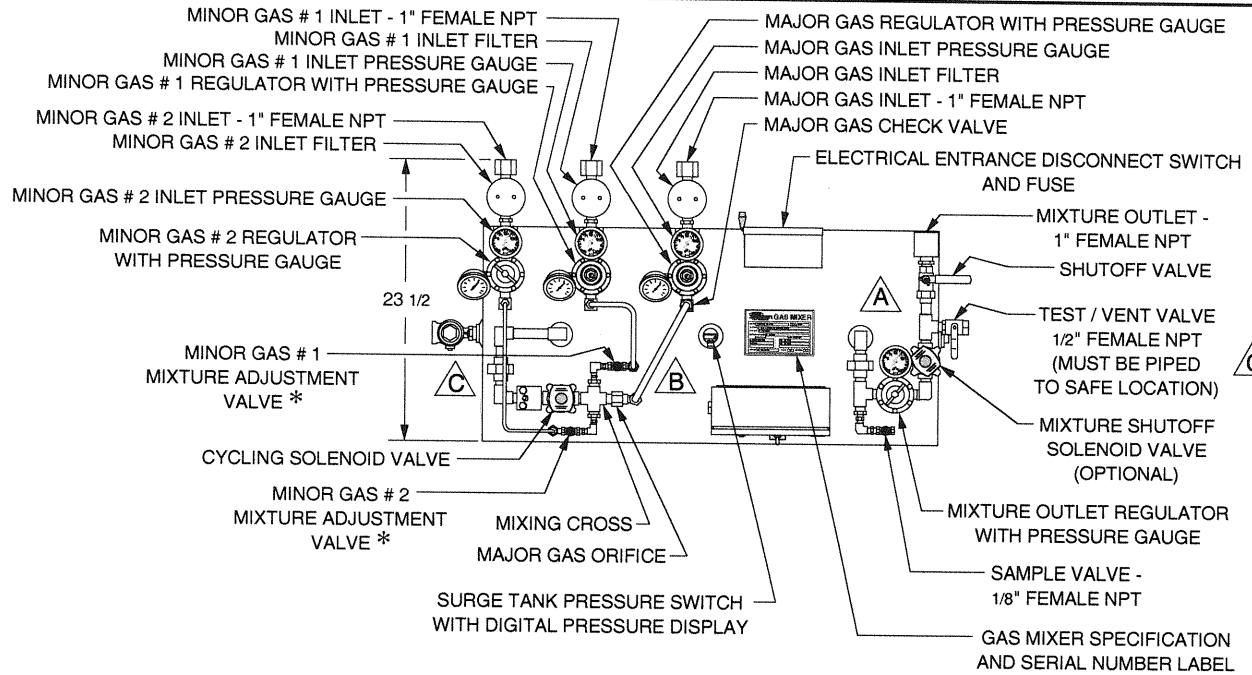 MINOR GAS # 1 INLET - 1" FEMALE NPT
MINOR GAS # 1 INLET FILTER
MINOR GAS # 1 INLET PRESSURE GAUGE
MINOR GAS # 1 REGULATOR WITH PRESSURE GAUGE
MINOR GAS # 2 INLET - 1" FEMALE NPT
MINOR GAS # 2 INLET FILTER
MINOR GAS # 2 INLET PRESSURE GAUGE
MINOR GAS # 2 REGULATOR
WITH PRESSURE GAUGE
23 1/2
MINOR GAS # 1
MIXTURE ADJUSTMENT
VALVE *
CYCLING SOLENOID VALVE
MINOR GAS # 2
MIXTURE ADJUSTMENT
VALVE *
MIXING CROSS
MAJOR GAS ORIFICE
SURGE TANK PRESSURE SWITCH
WITH DIGITAL PRESSURE DISPLAY
C
B
A
GAS MIXER
MAJOR GAS REGULATOR WITH PRESSURE GAUGE
MAJOR GAS INLET PRESSURE GAUGE
MAJOR GAS INLET FILTER
MAJOR GAS INLET - 1" FEMALE NPT
MAJOR GAS CHECK VALVE
ELECTRICAL ENTRANCE DISCONNECT SWITCH
AND FUSE
MIXTURE OUTLET -
1" FEMALE NPT
SHUTOFF VALVE
TEST / VENT VALVE
1/2" FEMALE NPT
(MUST BE PIPED
TO SAFE LOCATION)
MIXTURE SHUTOFF
SOLENOID VALVE
(OPTIONAL)
MIXTURE OUTLET REGULATOR
WITH PRESSURE GAUGE
SAMPLE VALVE -
1/8" FEMALE NPT
GAS MIXER SPECIFICATION
AND SERIAL NUMBER LABEL